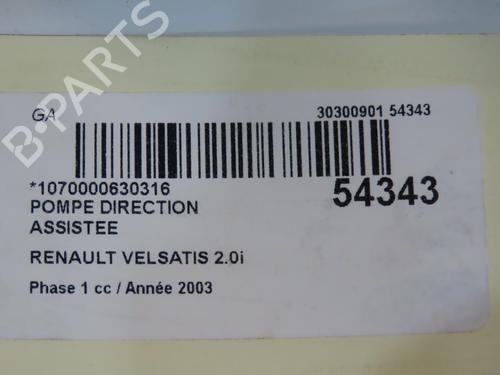 GA
30300901 54343
*1070000630316
54343
POMPE DIRECTION
ASSISTEE
RENAULT VELSATIS 2.0i
Phase 1 cc / Année 2003
B-PARTS